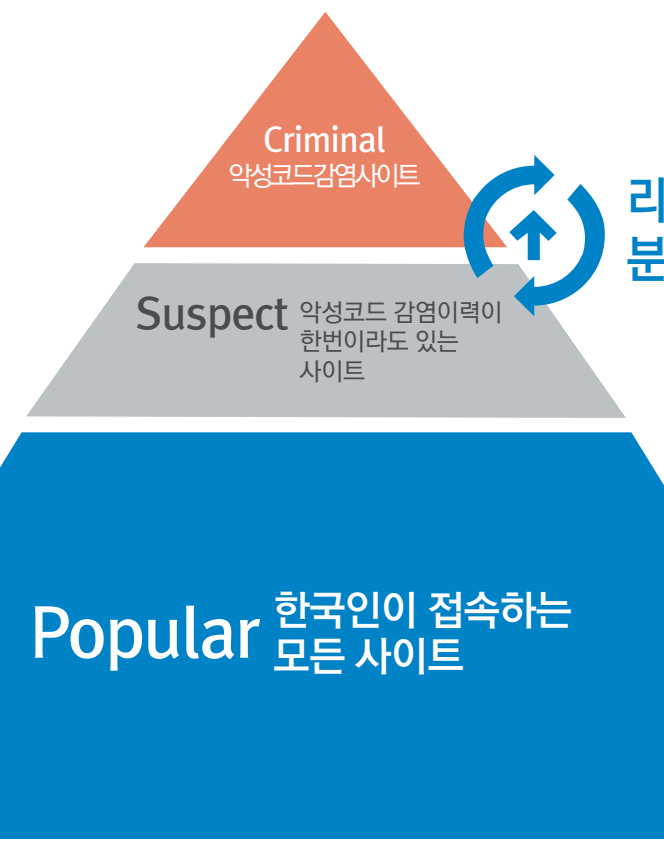 Criminal
악성코드감염사이트
리
분
Suspect 악성코드 감염이력이
한번이라도 있는
사이트
Popular 한국인이 접속하는
모든 사이트